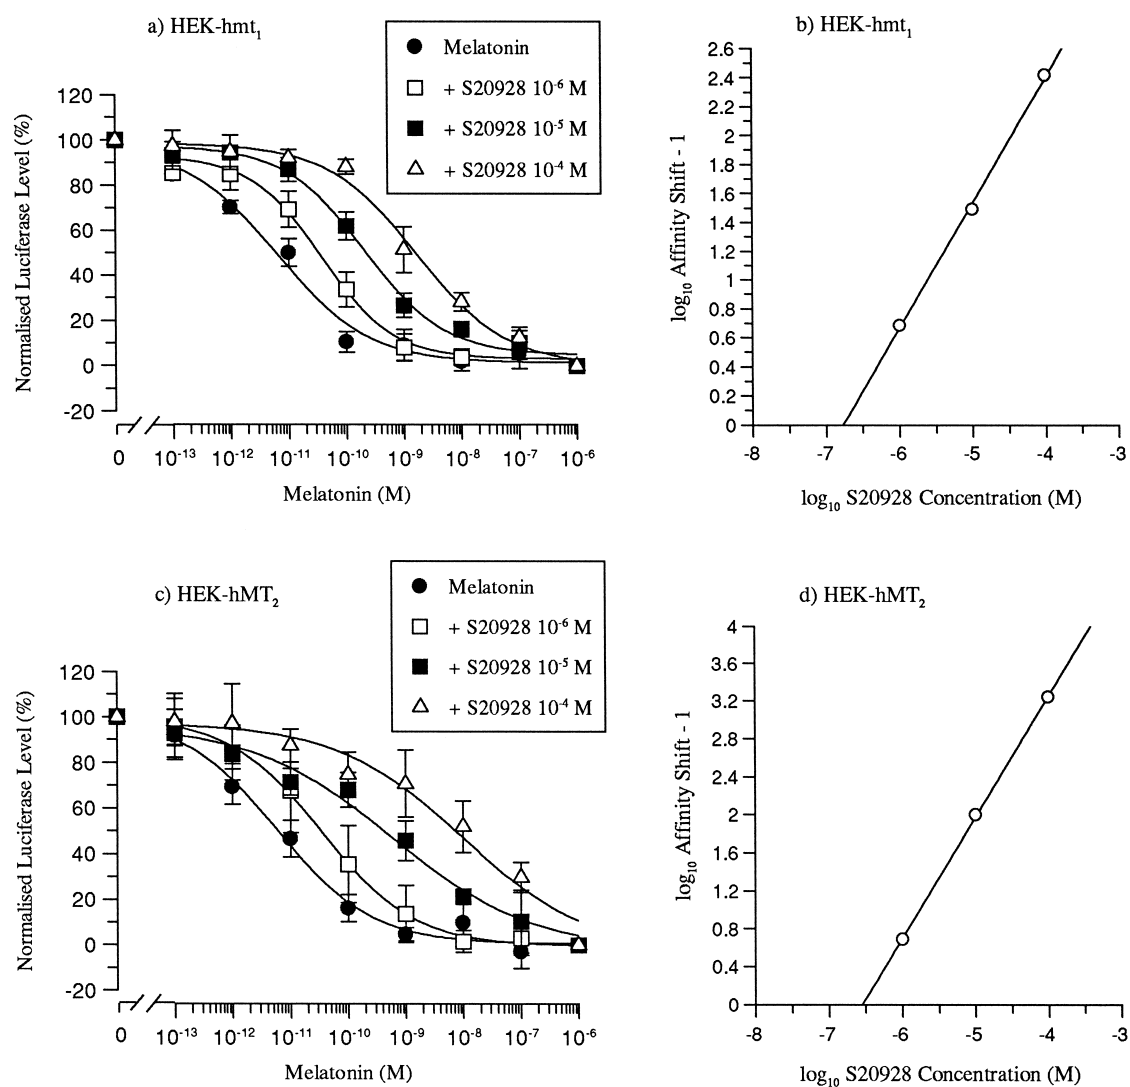 a) HEK-hmt₁
Melatonin
+ S20928 10⁻⁶ M
+ S20928 10⁻⁵ M
+ S20928 10⁻⁴ M
Normalised Luciferase Level (%)
120
100
80
60
40
20
0
-20
0 10⁻¹³ 10⁻¹² 10⁻¹¹ 10⁻¹⁰ 10⁻⁹ 10⁻⁸ 10⁻⁷ 10⁻⁶
Melatonin (M)
b) HEK-hmt₁
log₁₀ Affinity Shift - 1
2.6
2.4
2.2
2
1.8
1.6
1.4
1.2
1
0.8
0.6
0.4
0.2
0
-8 -7 -6 -5 -4 -3
log₁₀ S20928 Concentration (M)
c) HEK-hMT₂
Melatonin
+ S20928 10⁻⁶ M
+ S20928 10⁻⁵ M
+ S20928 10⁻⁴ M
Normalised Luciferase Level (%)
120
100
80
60
40
20
0
-20
0 10⁻¹³ 10⁻¹² 10⁻¹¹ 10⁻¹⁰ 10⁻⁹ 10⁻⁸ 10⁻⁷ 10⁻⁶
Melatonin (M)
d) HEK-hMT₂
log₁₀ Affinity Shift - 1
4
3.6
3.2
2.8
2.4
2
1.6
1.2
0.8
0.4
0
-8 -7 -6 -5 -4 -3
log₁₀ S20928 Concentration (M)